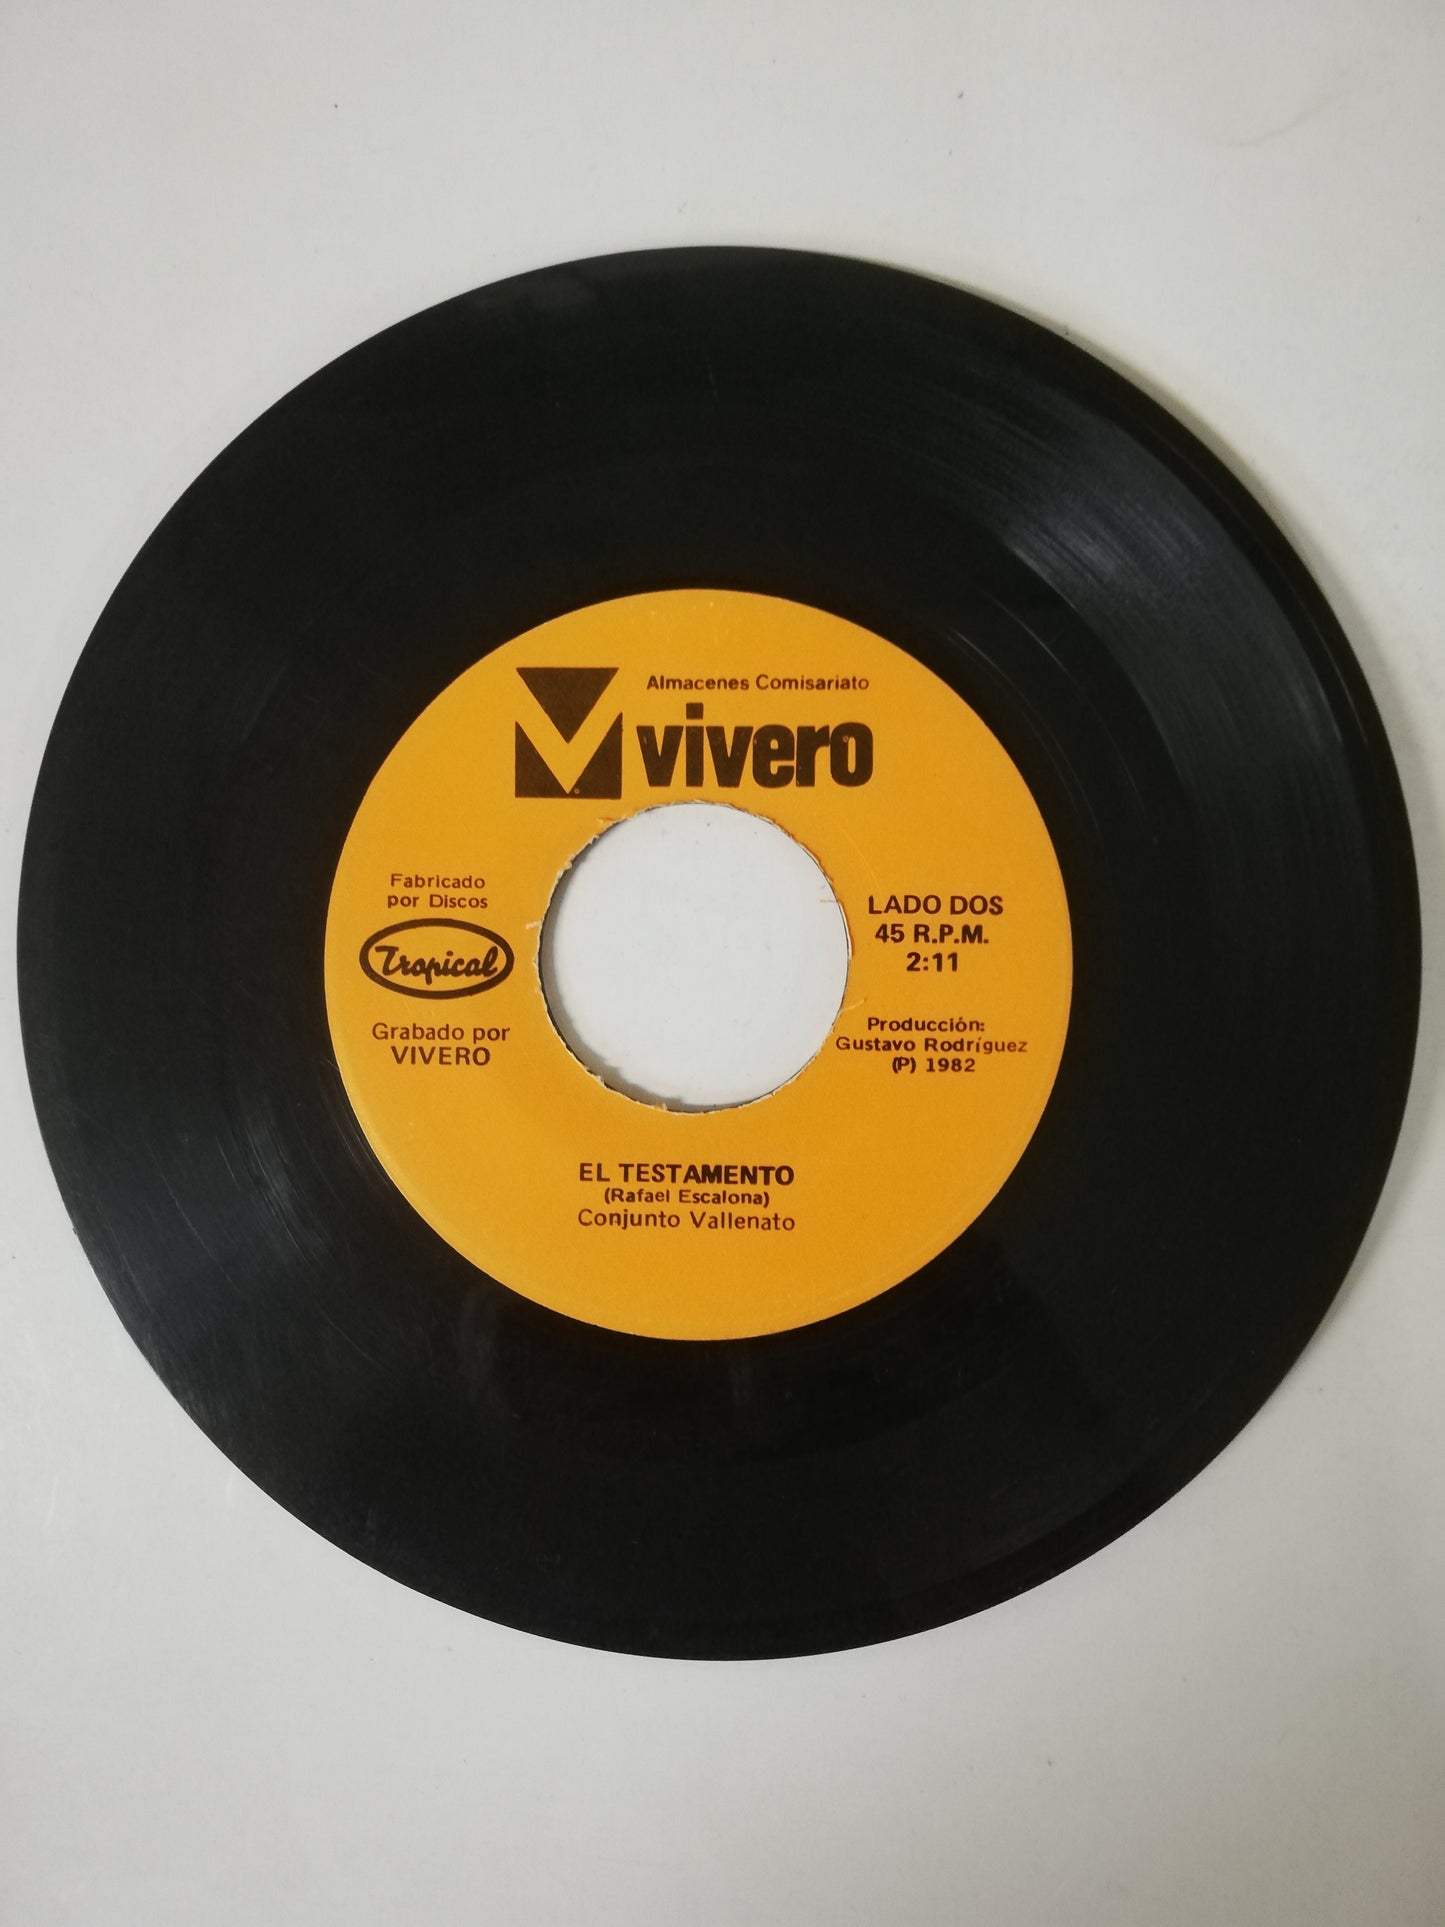 Almacenes Comisariato
vivero
Fabricado
por Discos
Tropical
Grabado por
VIVERO
LADO DOS
45 R.P.M.
2:11
Producción:
Gustavo Rodríguez
(P) 1982
EL TESTAMENTO
(Rafael Escalona)
Conjunto Vallenato